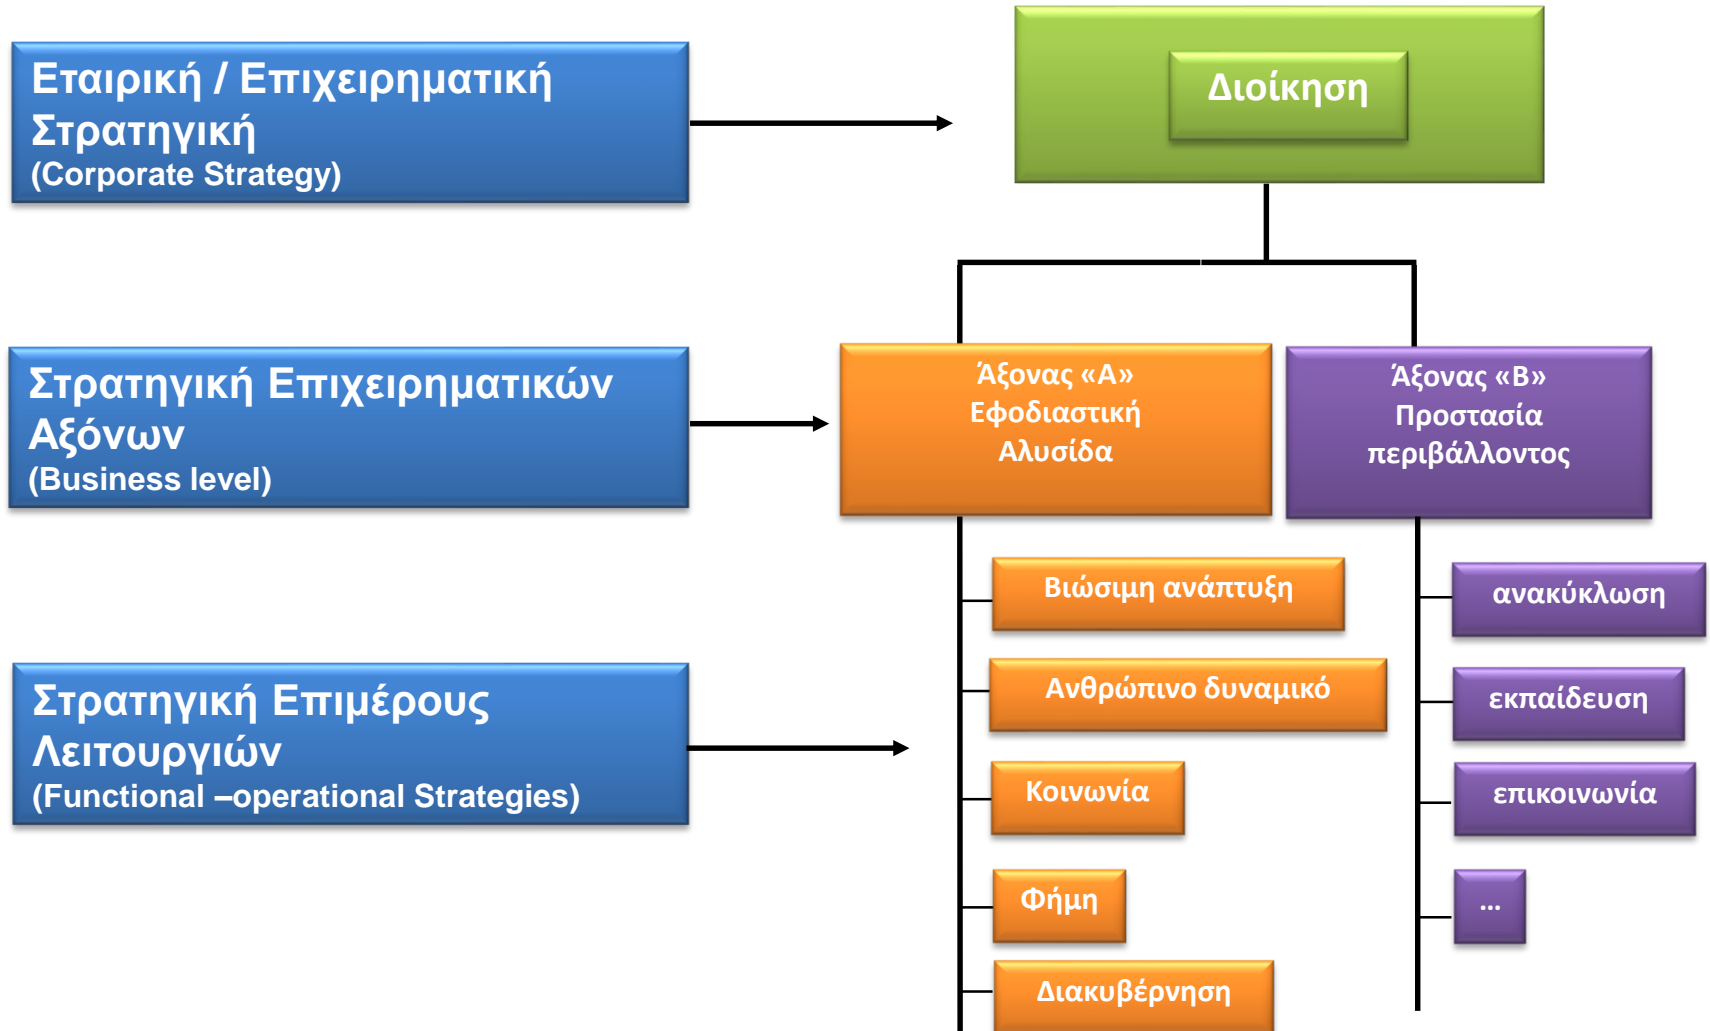 Εταιρική / Επιχειρηματική
Στρατηγική
(Corporate Strategy)
Διοίκηση
Στρατηγική Επιχειρηματικών
Αξόνων
(Business level)
Άξονας «Α»
Εφοδιαστική
Αλυσίδα
Άξονας «Β»
Προστασία
περιβάλλοντος
Στρατηγική Επιμέρους
Λειτουργιών
(Functional –operational Strategies)
Βιώσιμη ανάπτυξη
Ανθρώπινο δυναμικό
Κοινωνία
Φήμη
Διακυβέρνηση
ανακύκλωση
εκπαίδευση
επικοινωνία
...